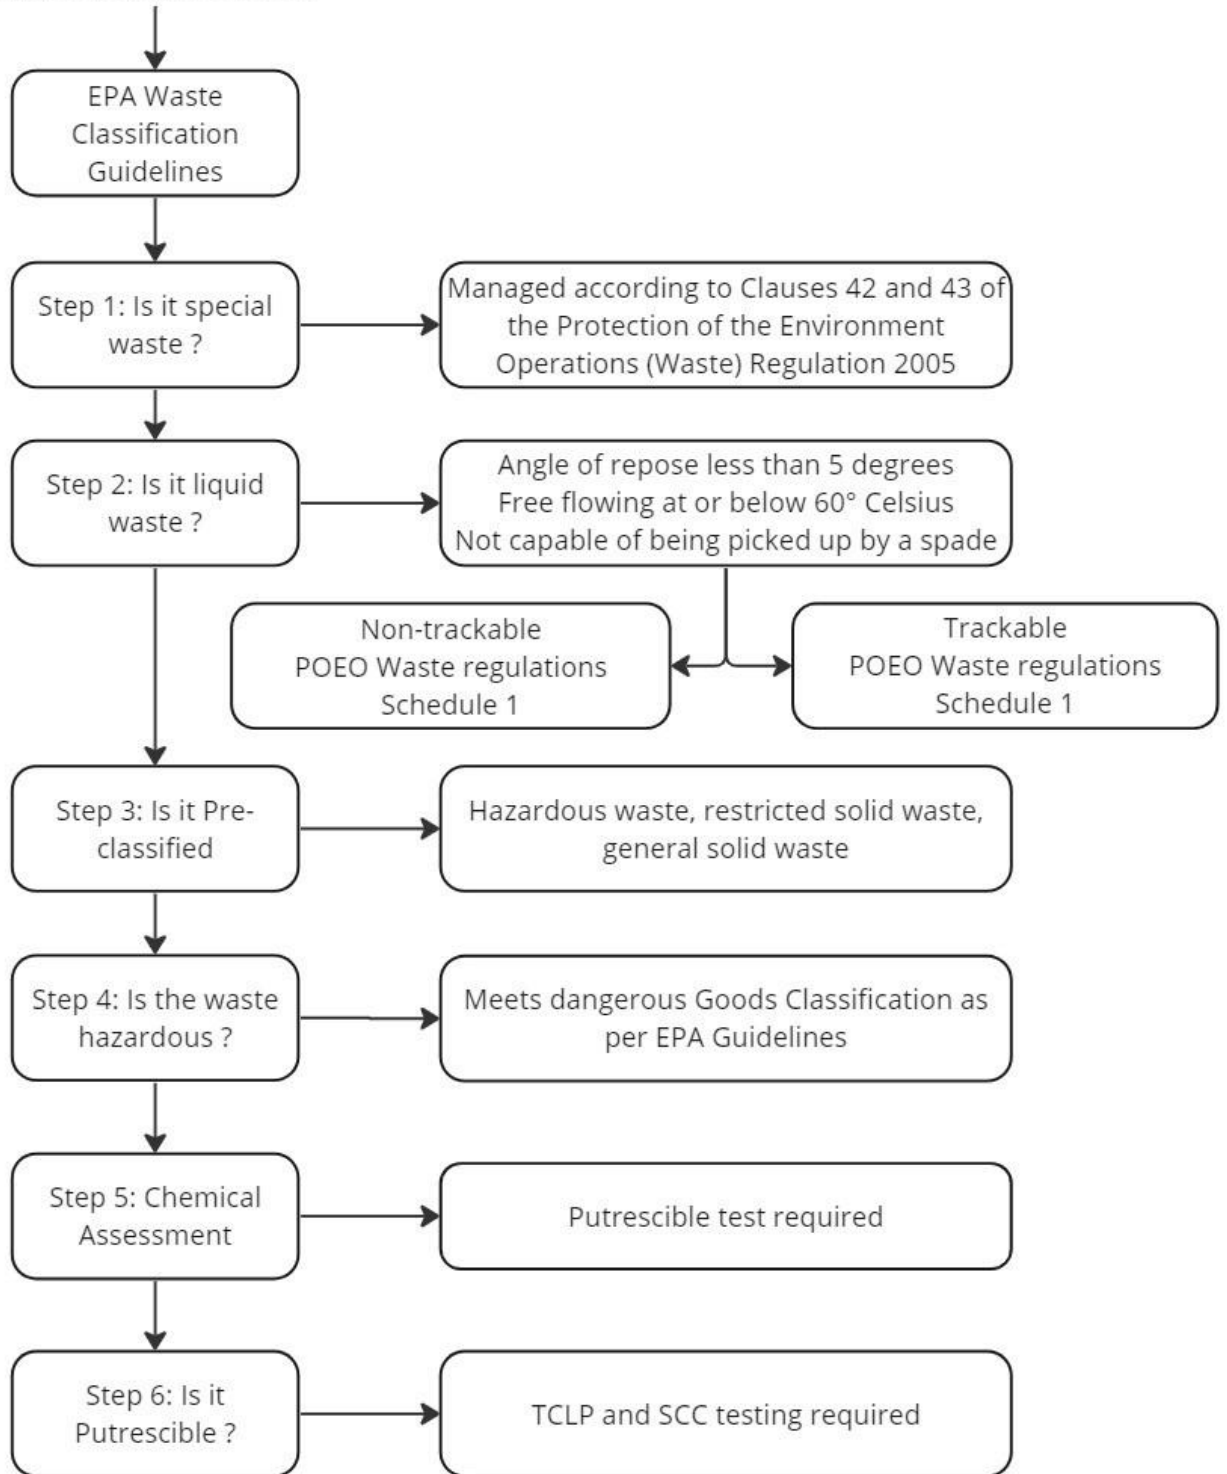 EPA Waste
Classification
Guidelines
Step 1: Is it special
waste ?
Managed according to Clauses 42 and 43 of
the Protection of the Environment
Operations (Waste) Regulation 2005
Step 2: Is it liquid
waste ?
Angle of repose less than 5 degrees
Free flowing at or below 60° Celsius
Not capable of being picked up by a spade
Non-trackable
POEO Waste regulations
Schedule 1
Trackable
POEO Waste regulations
Schedule 1
Step 3: Is it Pre-
classified
Hazardous waste, restricted solid waste,
general solid waste
Step 4: Is the waste
hazardous ?
Meets dangerous Goods Classification as
per EPA Guidelines
Step 5: Chemical
Assessment
Putrescible test required
Step 6: Is it
Putrescible ?
TCLP and SCC testing required